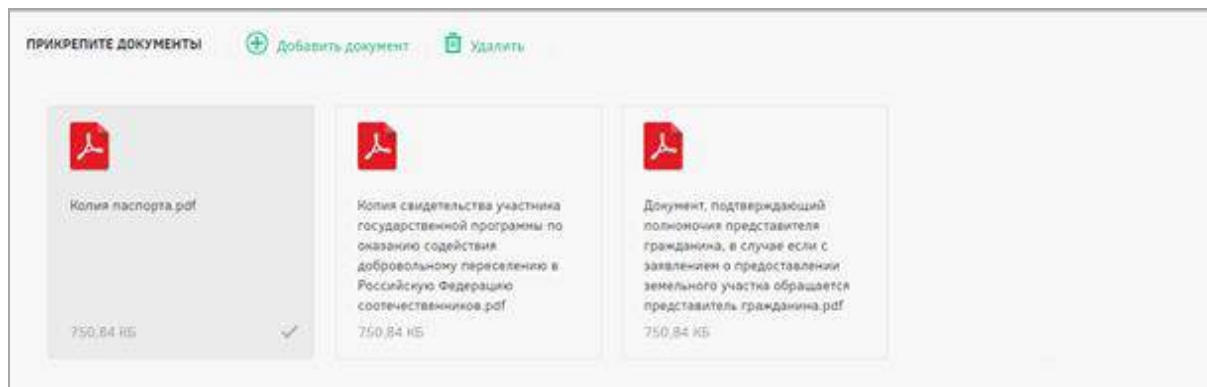 ПРИКРЕПИТЕ ДОКУМЕНТЫ Добавить документ Удалить
Копия паспорта.pdf
750,84 КБ
Копия свидетельства участника
государственной программы по
оказанию содействия
добровольному переселению в
Российскую Федерацию
соотечественников.pdf
750,84 КБ
Документ, подтверждающий
полномочия представителя
гражданина, в случае если с
заявлением о предоставлении
земельного участка обращается
представитель гражданина.pdf
750,84 КБ